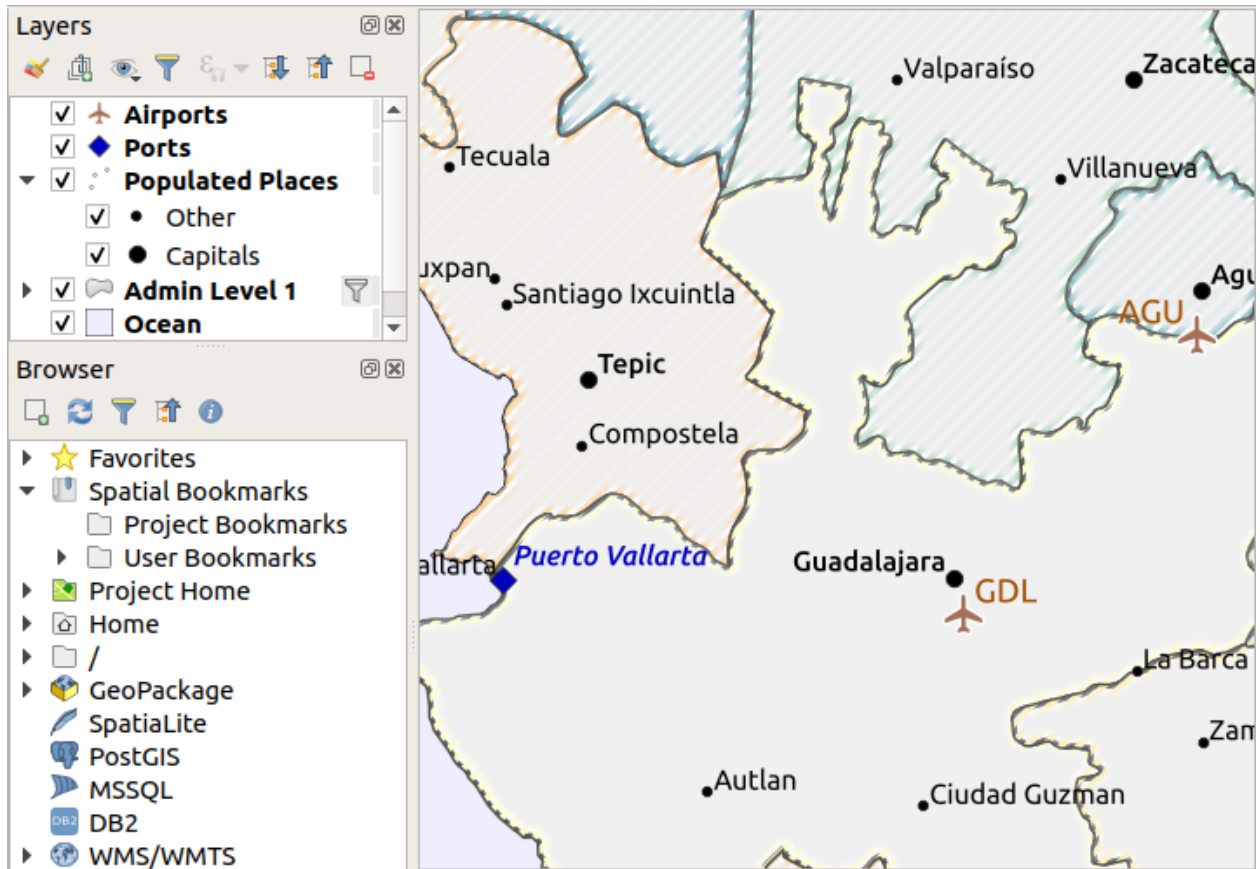 Layers
Airports
Ports
Populated Places
Other
Capitals
Admin Level 1
Ocean
Browser
Favorites
Spatial Bookmarks
Project Bookmarks
User Bookmarks
Project Home
Home
/
GeoPackage
SpatiaLite
PostGIS
MSSQL
DB2
DB2
WMS/WMTS
Valparaíso
Zacateca
Tecuala
Villanueva
uxpan
Santiago Ixcuintla
Agu
AGU
Tepic
Compostela
allarta
Puerto Vallarta
Guadalajara
GDL
La Barca
Zam
Autlan
Ciudad Guzman